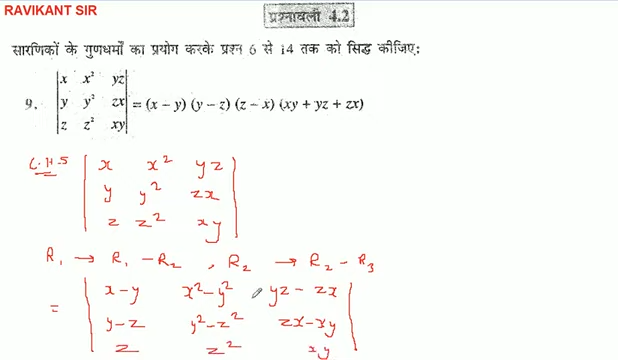 RAVIKANT SIR
प्रश्नावली 4.2
सारणिकों के गुणधर्मों का प्रयोग करके प्रश्न 6 से 14 तक को सिद्ध कीजिए:
| x x² yz |
9. | y y² zx | = (x – y) (y – z) (z – x) (xy + yz + zx)
| z z² xy |
L.H.S | x x² yz |
| y y² zx |
| z z² xy |
R₁ → R₁ – R₂ , R₂ → R₂ – R₃
= | x – y x² – y² yz – zx |
| y – z y² – z² zx – xy |
| z z² xy |